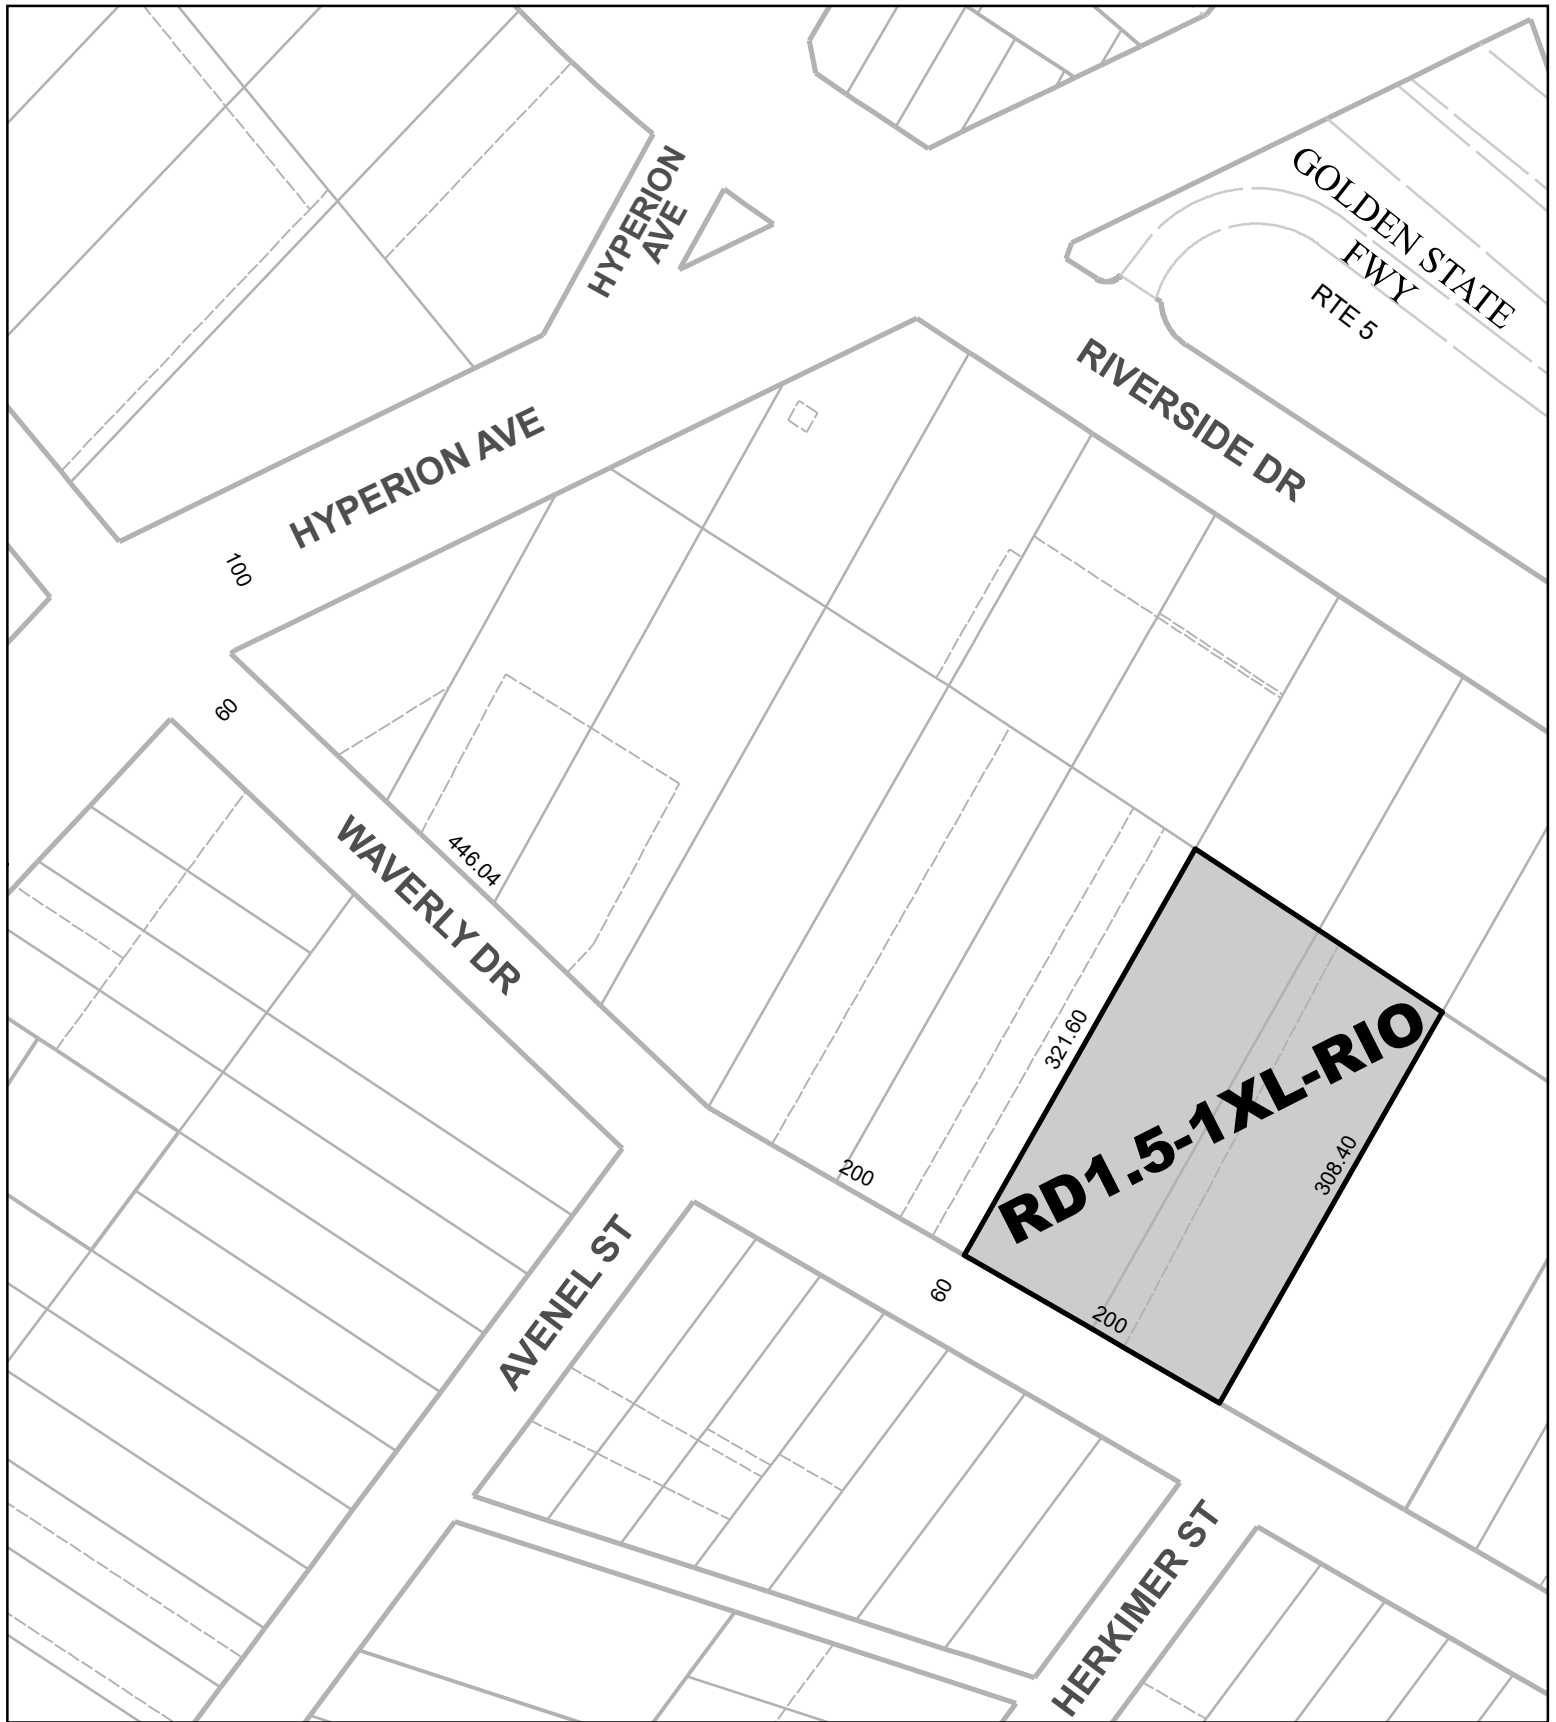 HYPERION
AVE
GOLDEN STATE
FWY
RTE 5
RIVERSIDE DR
HYPERION AVE
100
60
WAVERLY DR
446.04
321.60
RD1.5-1XL-RIO
308.40
200
60
200
AVENEL ST
HERKIMER ST